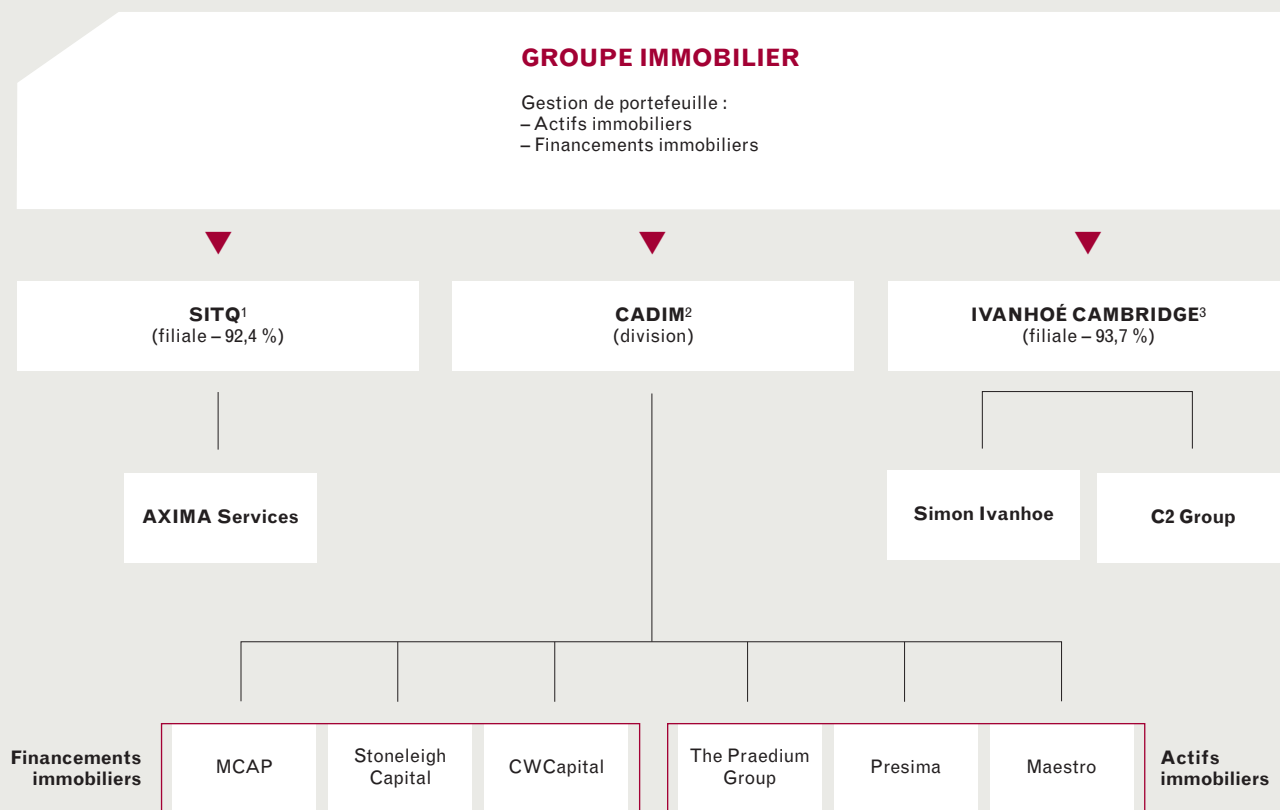 GROUPE IMMOBILIER
Gestion de portefeuille :
– Actifs immobiliers
– Financements immobiliers
SITQ¹
(filiale – 92,4 %)
CADIM²
(division)
IVANHOÉ CAMBRIDGE³
(filiale – 93,7 %)
AXIMA Services
Simon Ivanhoe
C2 Group
Financements
immobiliers
MCAP
Stoneleigh
Capital
CWCapital
The Praedium
Group
Presima
Maestro
Actifs
immobiliers